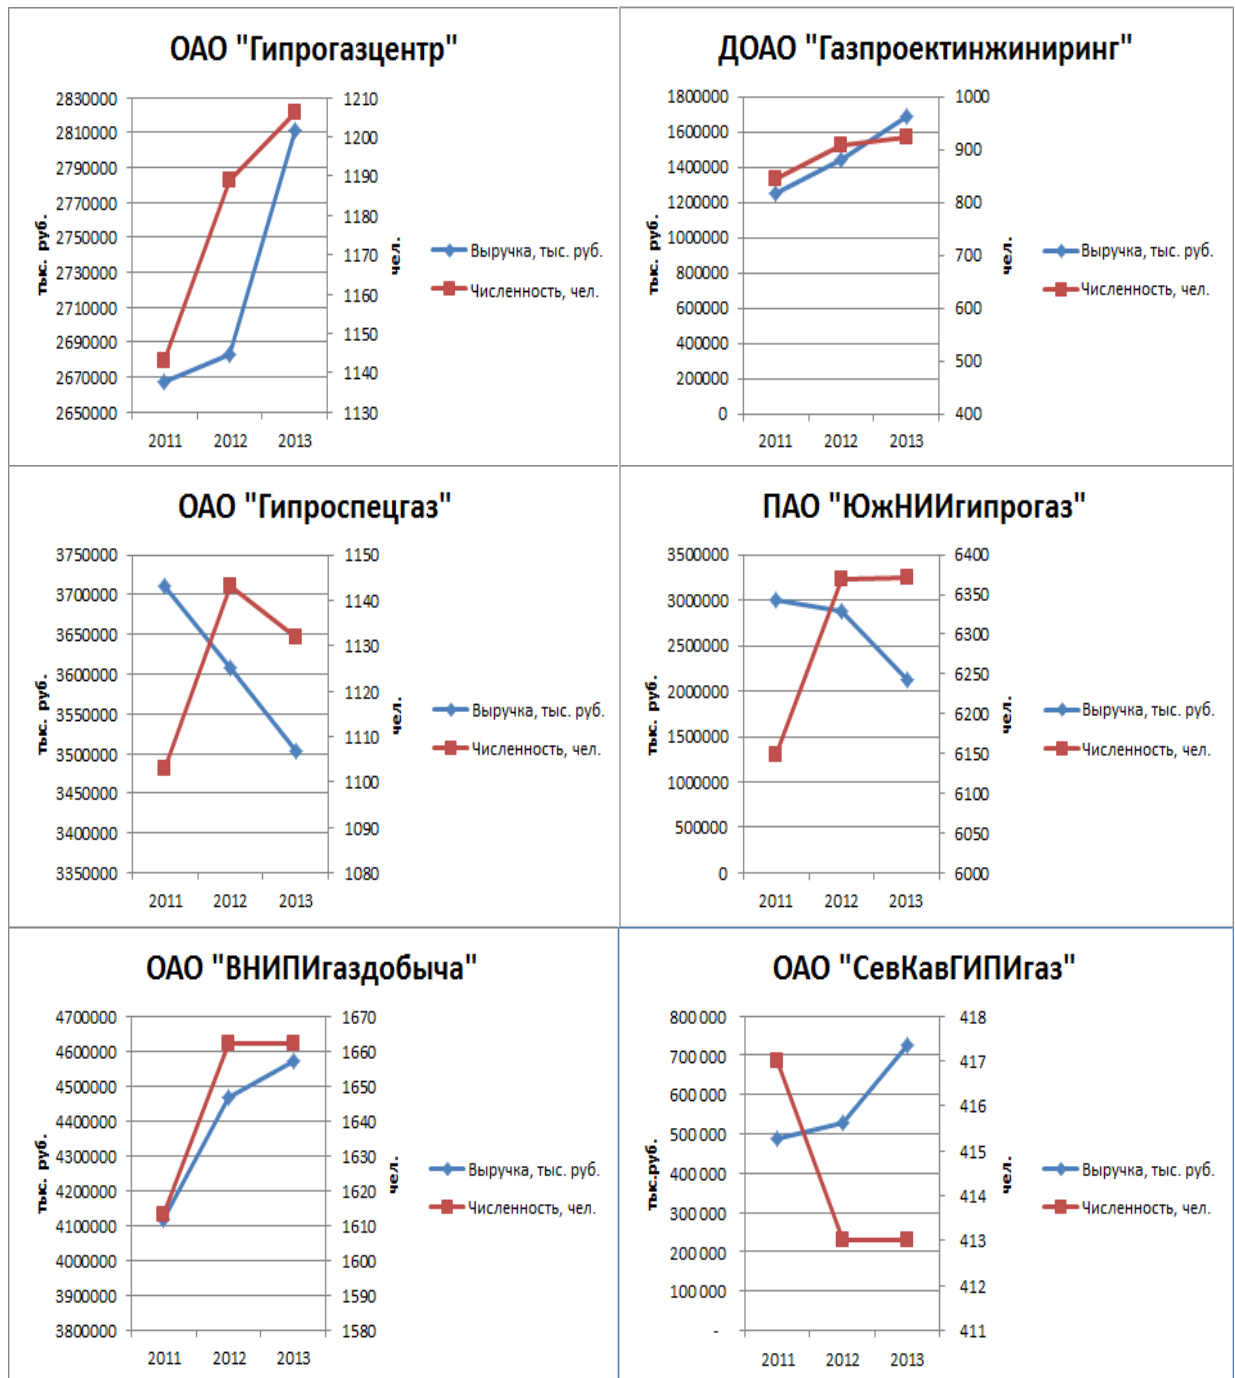 ОАО "Гипрогазцентр"
2830000
2810000
2790000
2770000
2750000
2730000
2710000
2690000
2670000
2650000
тыс. руб.
1210
1200
1190
1180
1170
1160
1150
1140
1130
чел.
2011 2012 2013
Выручка, тыс. руб.
Численность, чел.
ДОАО "Газпроектинжиниринг"
1800000
1600000
1400000
1200000
1000000
800000
600000
400000
200000
0
тыс. руб.
1000
900
800
700
600
500
400
чел.
2011 2012 2013
Выручка, тыс. руб.
Численность, чел.
ОАО "Гипроспецгаз"
3750000
3700000
3650000
3600000
3550000
3500000
3450000
3400000
3350000
тыс. руб.
1150
1140
1130
1120
1110
1100
1090
1080
чел.
2011 2012 2013
Выручка, тыс. руб.
Численность, чел.
ПАО "ЮжНИИгипрогаз"
3500000
3000000
2500000
2000000
1500000
1000000
500000
0
тыс. руб.
6400
6350
6300
6250
6200
6150
6100
6050
6000
чел.
2011 2012 2013
Выручка, тыс. руб.
Численность, чел.
ОАО "ВНИПИгаздобыча"
4700000
4600000
4500000
4400000
4300000
4200000
4100000
4000000
3900000
3800000
тыс. руб.
1670
1660
1650
1640
1630
1620
1610
1600
1590
1580
чел.
2011 2012 2013
Выручка, тыс. руб.
Численность, чел.
ОАО "СевКавГИПИгаз"
800 000
700 000
600 000
500 000
400 000
300 000
200 000
100 000
-
тыс.руб.
418
417
416
415
414
413
412
411
чел.
2011 2012 2013
Выручка, тыс. руб.
Численность, чел.